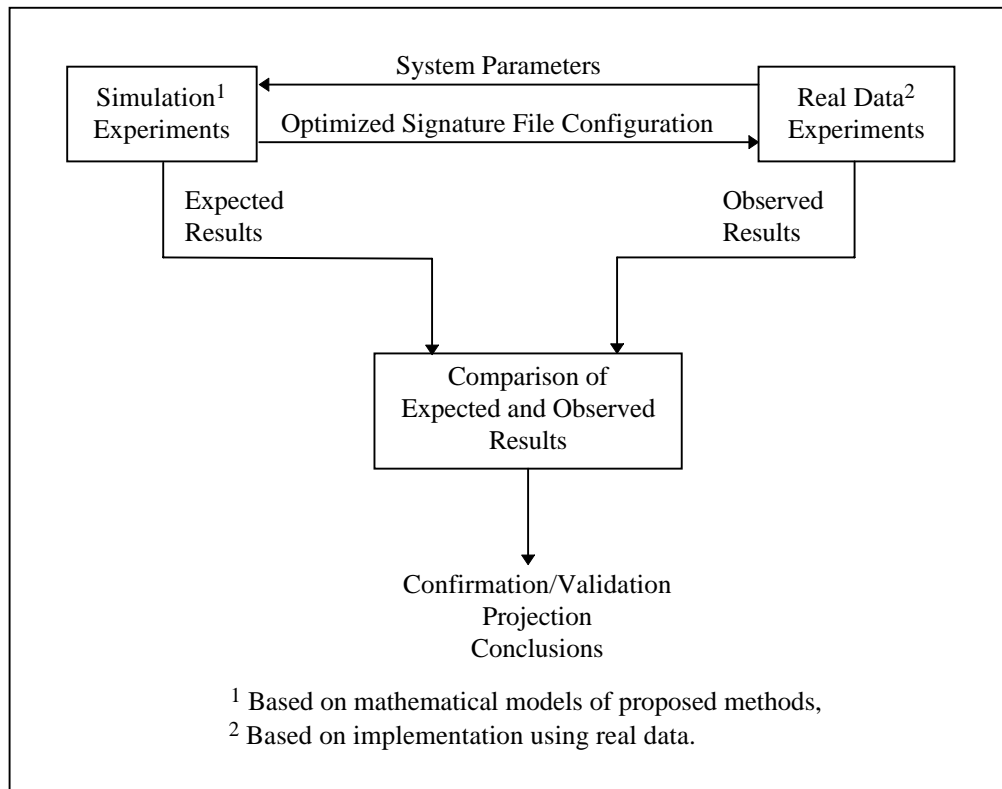 System Parameters
Simulation1
Experiments
Real Data2
Experiments
Optimized Signature File Configuration
Expected
Results
Observed
Results
Comparison of
Expected and Observed
Results
Confirmation/Validation
Projection
Conclusions
1 Based on mathematical models of proposed methods,
2 Based on implementation using real data.